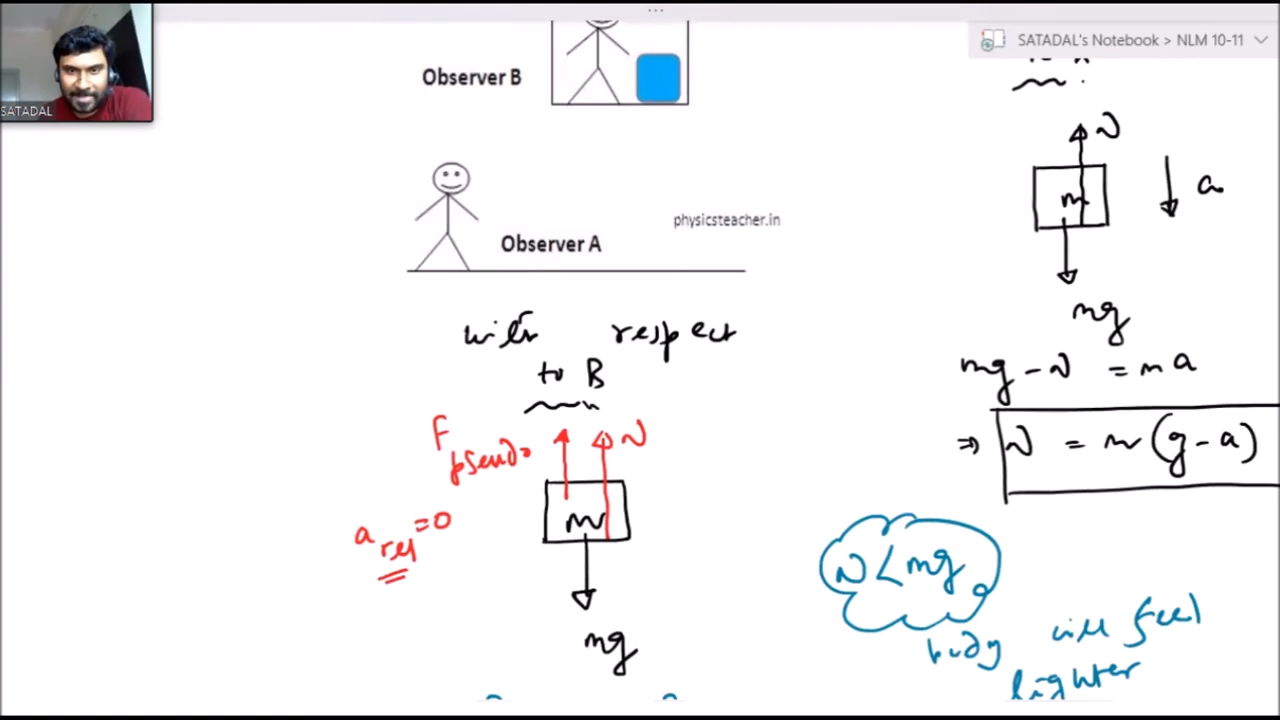 SATADAL
SATADAL's Notebook > NLM 10-11
Observer B
Observer A
physicsteacher.in
with respect
to B
F pseudo
N
a rel = 0
m
mg
N
m
a
mg
mg - N = ma
⇒ N = m(g - a)
N < mg
body will feel
lighter